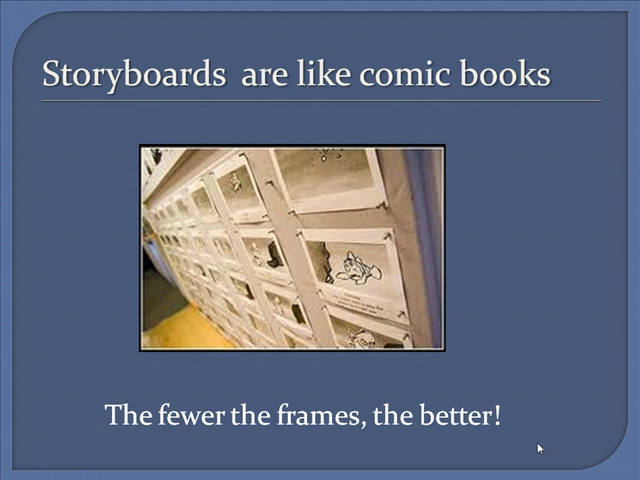 Storyboards are like comic books
The fewer the frames, the better!